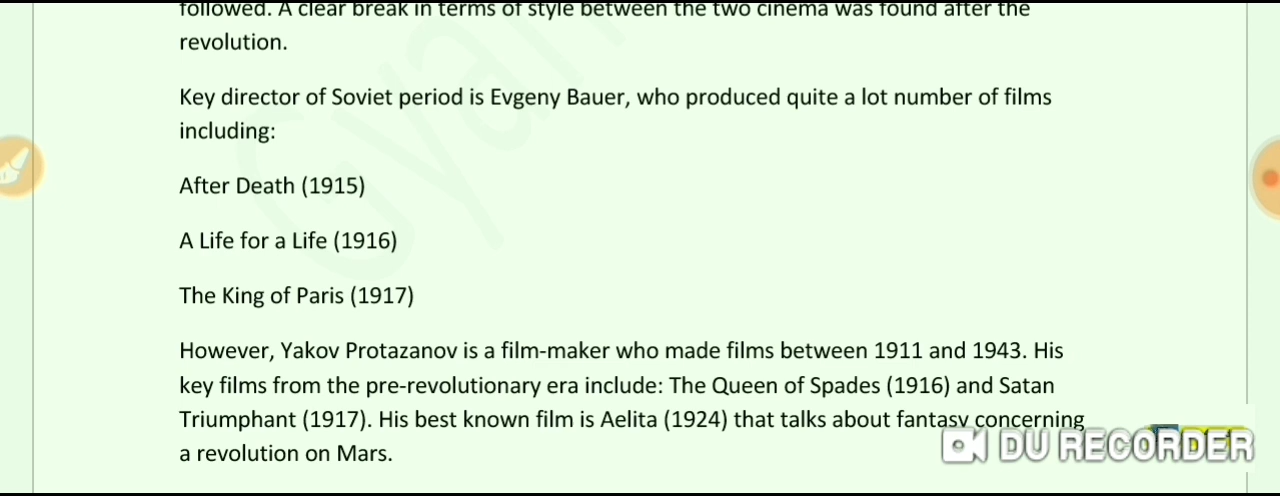 followed. A clear break in terms of style between the two cinema was found after the
revolution.
Key director of Soviet period is Evgeny Bauer, who produced quite a lot number of films
including:
After Death (1915)
A Life for a Life (1916)
The King of Paris (1917)
However, Yakov Protazanov is a film-maker who made films between 1911 and 1943. His
key films from the pre-revolutionary era include: The Queen of Spades (1916) and Satan
Triumphant (1917). His best known film is Aelita (1924) that talks about fantasy concerning
a revolution on Mars.
DU RECORDER